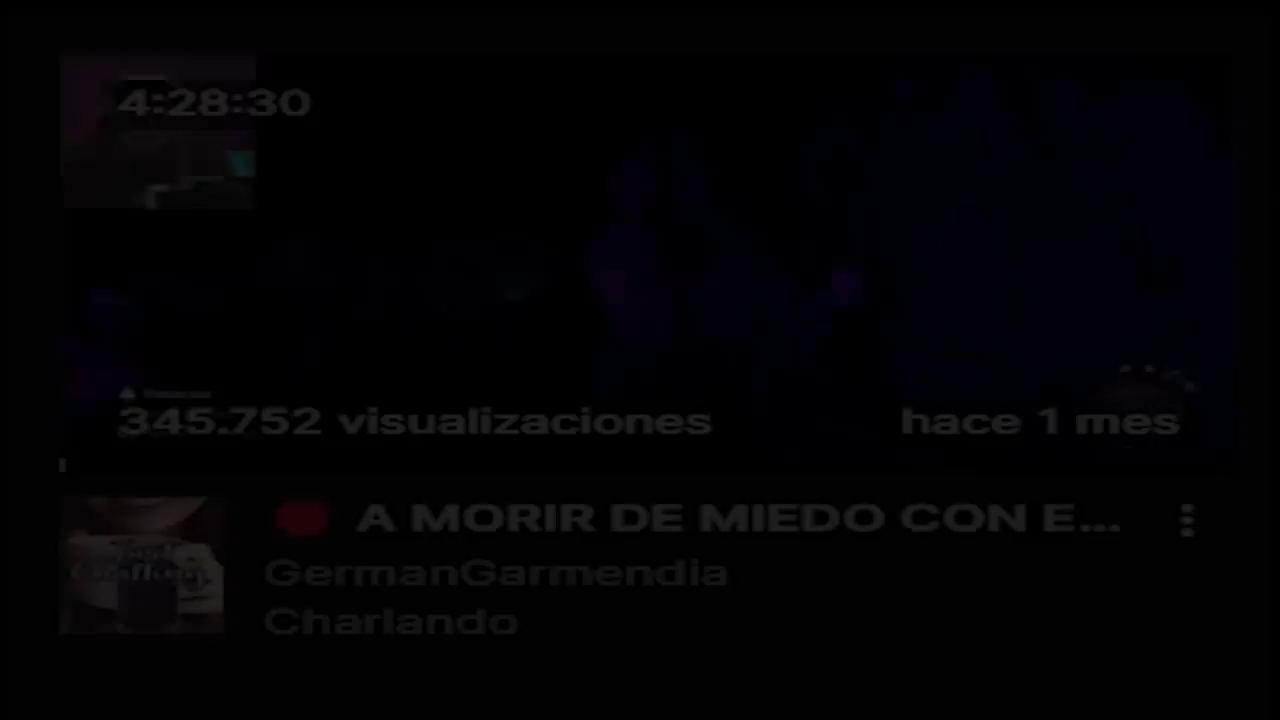 4:28:30
345.752 visualizaciones
hace 1 mes
🔴 A MORIR DE MIEDO CON E...
GermanGarmendia
Charlando